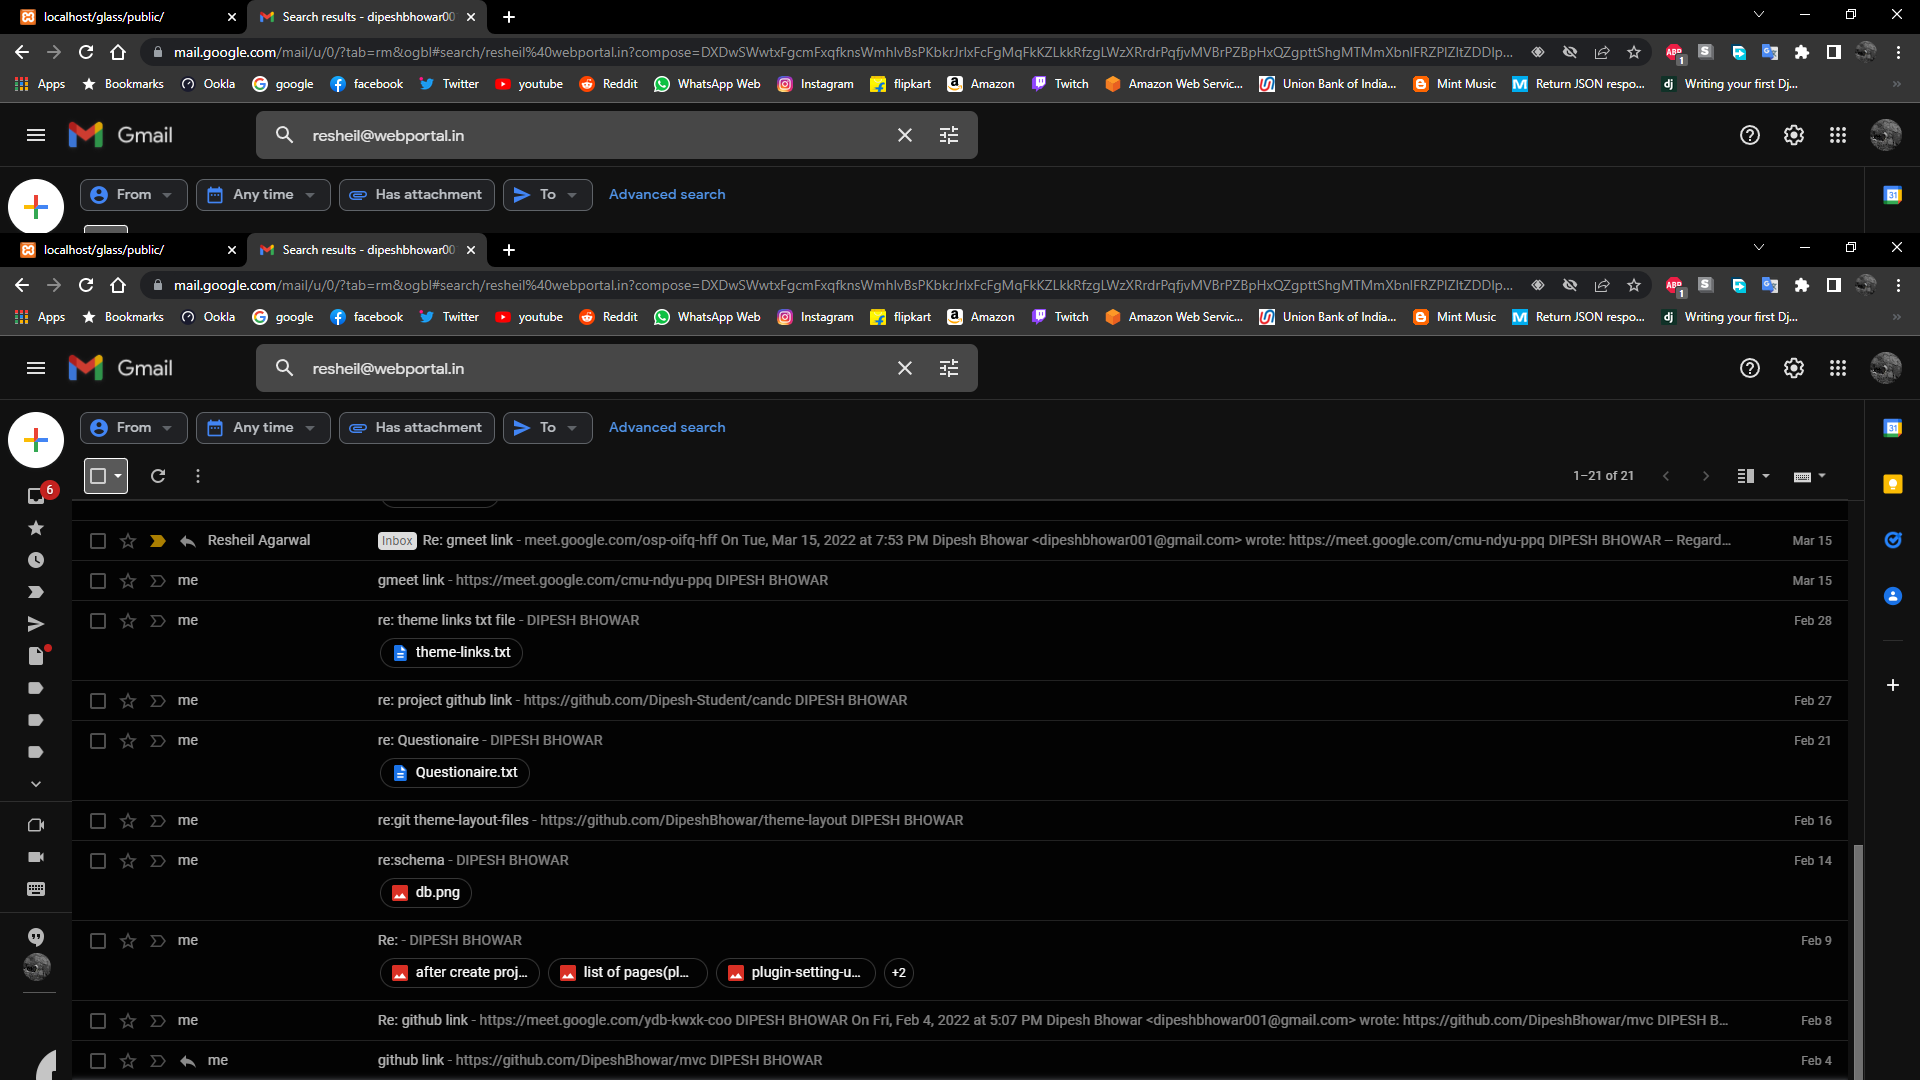 localhost/glass/public/
Search results - dipeshbhowar00
mail.google.com/mail/u/0/?tab=rm&ogbl#search/resheil%40webportal.in?compose=
Apps Bookmarks Ookla google facebook Twitter youtube Reddit WhatsApp Web Instagram flipkart Amazon Twitch Amazon Web Servic... Union Bank of India... Mint Music Return JSON respo... Writing your first Dj...
Gmail
resheil@webportal.in
From Any time Has attachment To Advanced search
localhost/glass/public/
Search results - dipeshbhowar00
mail.google.com/mail/u/0/?tab=rm&ogbl#search/resheil%40webportal.in?compose=
Apps Bookmarks Ookla google facebook Twitter youtube Reddit WhatsApp Web Instagram flipkart Amazon Twitch Amazon Web Servic... Union Bank of India... Mint Music Return JSON respo... Writing your first Dj...
Gmail
resheil@webportal.in
From Any time Has attachment To Advanced search
1–21 of 21
6
Resheil Agarwal Inbox Re: gmeet link - meet.google.com/osp-oifq-hff On Tue, Mar 15, 2022 at 7:53 PM Dipesh Bhowar <dipeshbhowar001@gmail.com> wrote: https://meet.google.com/cmu-ndyu-ppq DIPESH BHOWAR -- Regard... Mar 15
me gmeet link - https://meet.google.com/cmu-ndyu-ppq DIPESH BHOWAR Mar 15
me re: theme links txt file - DIPESH BHOWAR Feb 28
theme-links.txt
me re: project github link - https://github.com/Dipesh-Student/candc DIPESH BHOWAR Feb 27
me re: Questionaire - DIPESH BHOWAR Feb 21
Questionaire.txt
me re:git theme-layout-files - https://github.com/DipeshBhowar/theme-layout DIPESH BHOWAR Feb 16
me re:schema - DIPESH BHOWAR Feb 14
db.png
me Re: - DIPESH BHOWAR Feb 9
after create proj... list of pages(pl... plugin-setting-u... +2
me Re: github link - https://meet.google.com/ydb-kwxk-coo DIPESH BHOWAR On Fri, Feb 4, 2022 at 5:07 PM Dipesh Bhowar <dipeshbhowar001@gmail.com> wrote: https://github.com/DipeshBhowar/mvc DIPESH B... Feb 8
me github link - https://github.com/DipeshBhowar/mvc DIPESH BHOWAR Feb 4